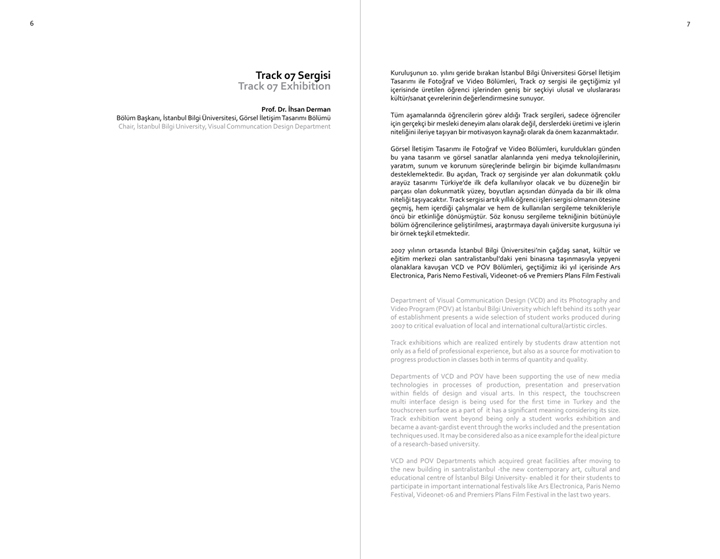 6
Track 07 Sergisi
Track 07 Exhibition
Prof. Dr. İhsan Derman
Bölüm Başkanı, İstanbul Bilgi Üniversitesi, Görsel İletişim Tasarımı Bölümü
Chair, Istanbul Bilgi University, Visual Communcation Design Department
7
Kuruluşunun 10. yılını geride bırakan İstanbul Bilgi Üniversitesi Görsel İletişim
Tasarımı ile Fotoğraf ve Video Bölümleri, Track 07 sergisi ile geçtiğimiz yıl
içerisinde üretilen öğrenci işlerinden geniş bir seçkiyi ulusal ve uluslararası
kültür/sanat çevrelerinin değerlendirmesine sunuyor.
Tüm aşamalarında öğrencilerin görev aldığı Track sergileri, sadece öğrenciler
için gerçekçi bir mesleki deneyim alanı olarak değil, derslerdeki üretimi ve işlerin
niteliğini ileriye taşıyan bir motivasyon kaynağı olarak da önem kazanmaktadır.
Görsel İletişim Tasarımı ile Fotoğraf ve Video Bölümleri, kuruldukları günden
bu yana tasarım ve görsel sanatlar alanlarında yeni medya teknolojilerinin,
yaratım, sunum ve korunum süreçlerinde belirgin bir biçimde kullanılmasını
desteklemektedir. Bu açıdan, Track 07 sergisinde yer alan dokunmatik çoklu
arayüz tasarımı Türkiye'de ilk defa kullanılıyor olacak ve bu düzeneğin bir
parçası olan dokunmatik yüzey, boyutları açısından dünyada da bir ilk olma
niteliği taşıyacaktır. Track sergisi artık yıllık öğrenci işleri sergisi olmanın ötesine
geçmiş, hem içerdiği çalışmalar ve hem de kullanılan sergileme teknikleriyle
öncü bir etkinliğe dönüşmüştür. Söz konusu sergileme tekniğinin bütünüyle
bölüm öğrencilerince geliştirilmesi, araştırmaya dayalı üniversite kurgusuna iyi
bir örnek teşkil etmektedir.
2007 yılının ortasında İstanbul Bilgi Üniversitesi'nin çağdaş sanat, kültür ve
eğitim merkezi olan santralistanbul'daki yeni binasına taşınmasıyla yepyeni
olanaklara kavuşan VCD ve POV Bölümleri, geçtiğimiz iki yıl içerisinde Ars
Electronica, Paris Nemo Festivali, Videonet-06 ve Premiers Plans Film Festivali
Department of Visual Communication Design (VCD) and its Photography and
Video Program (POV) at İstanbul Bilgi University which left behind its 10th year
of establishment presents a wide selection of student works produced during
2007 to critical evaluation of local and international cultural/artistic circles.
Track exhibitions which are realized entirely by students draw attention not
only as a field of professional experience, but also as a source for motivation to
progress production in classes both in terms of quantity and quality.
Departments of VCD and POV have been supporting the use of new media
technologies in processes of production, presentation and preservation
within fields of design and visual arts. In this respect, the touchscreen
multi interface design is being used for the first time in Turkey and the
touchscreen surface as a part of it has a significant meaning considering its size.
Track exhibition went beyond being only a student works exhibition and
became a avant-gardist event through the works included and the presentation
techniques used. It may be considered also as a nice example for the ideal picture
of a research-based university.
VCD and POV Departments which acquired great facilities after moving to
the new building in santralistanbul -the new contemporary art, cultural and
educational centre of İstanbul Bilgi University- enabled it for their students to
participate in important international festivals like Ars Electronica, Paris Nemo
Festival, Videonet-06 and Premiers Plans Film Festival in the last two years.